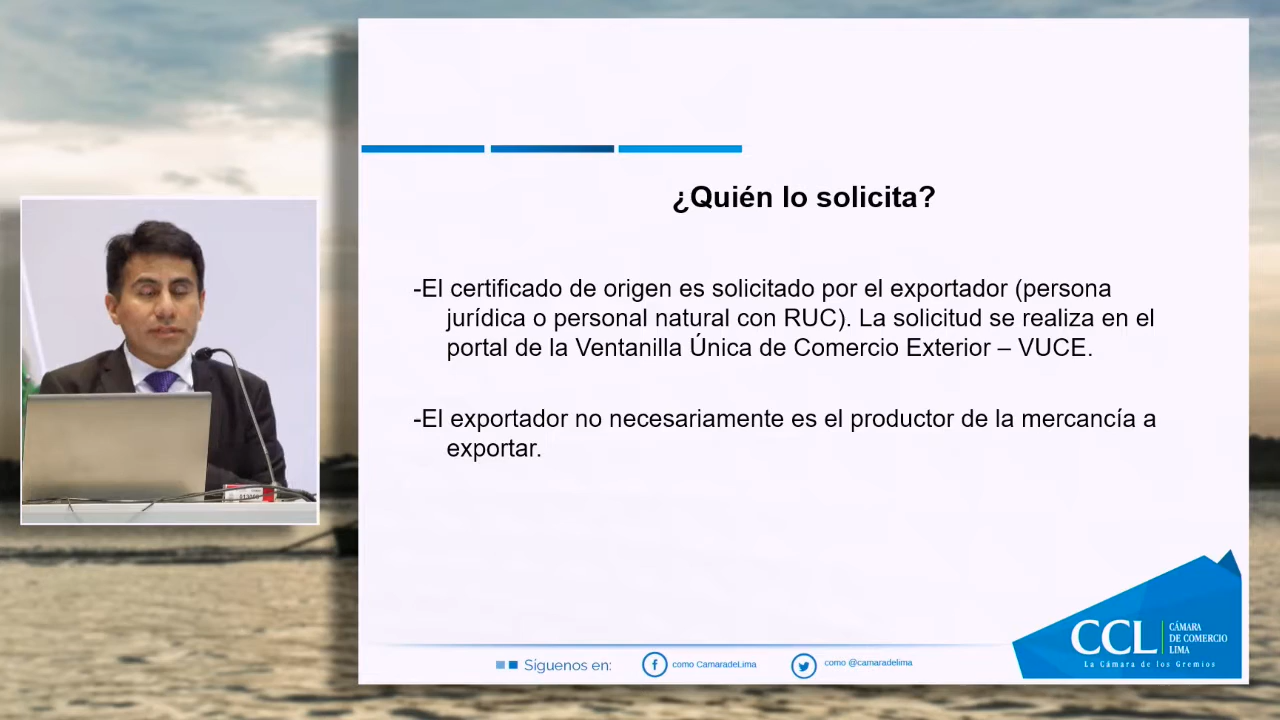 ¿Quién lo solicita?
-El certificado de origen es solicitado por el exportador (persona
jurídica o personal natural con RUC). La solicitud se realiza en el
portal de la Ventanilla Única de Comercio Exterior – VUCE.
-El exportador no necesariamente es el productor de la mercancía a
exportar.
Síguenos en:
como CamaradeLima
como @camaradelima
CCL
CÁMARA
DE COMERCIO
LIMA
La Cámara de los Gremios